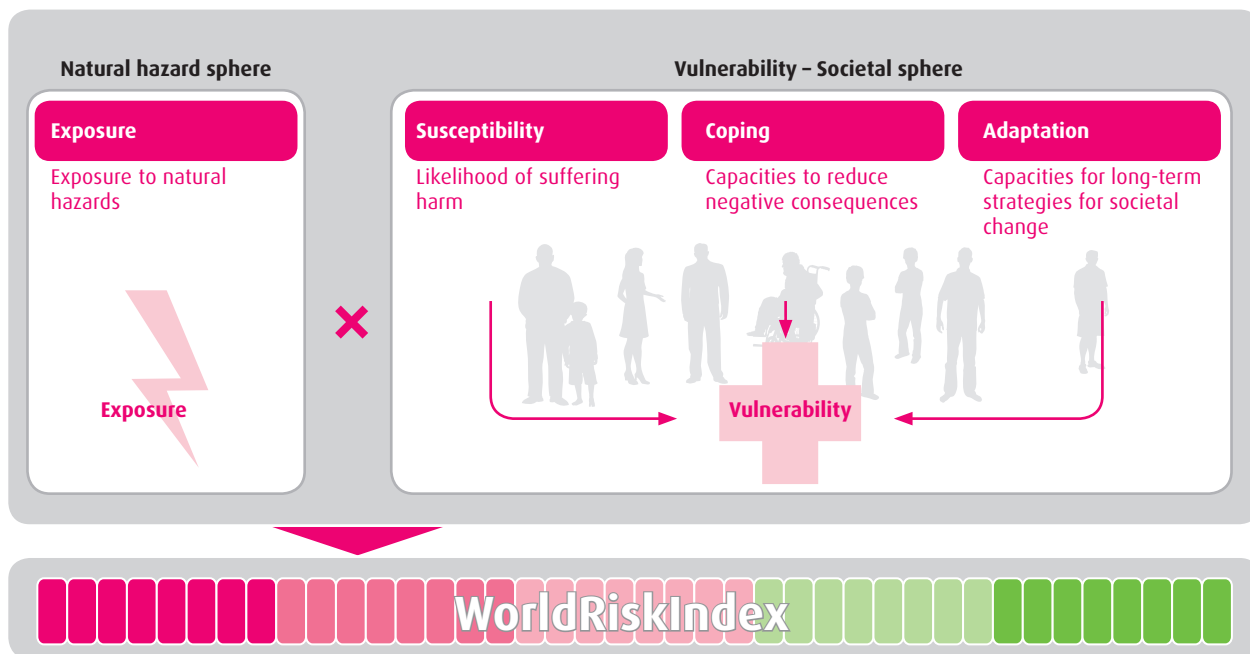 Natural hazard sphere
Vulnerability – Societal sphere
Exposure
Exposure to natural
hazards
Exposure
×
Susceptibility
Likelihood of suffering
harm
Coping
Capacities to reduce
negative consequences
Adaptation
Capacities for long-term
strategies for societal
change
Vulnerability
WorldRiskIndex